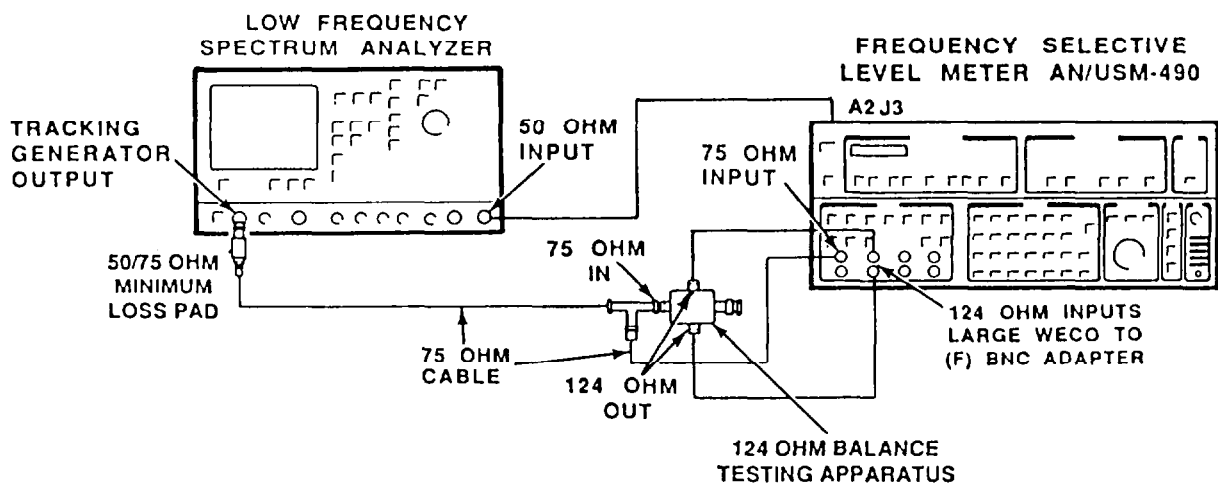 LOW FREQUENCY
SPECTRUM ANALYZER
FREQUENCY SELECTIVE
LEVEL METER AN/USM-490
A2J3
TRACKING
GENERATOR
OUTPUT
50 OHM
INPUT
75 OHM
INPUT
50/75 OHM
MINIMUM
LOSS PAD
75 OHM
IN
75 OHM
CABLE
124 OHM
OUT
124 OHM INPUTS
LARGE WECO TO
(F) BNC ADAPTER
124 OHM BALANCE
TESTING APPARATUS